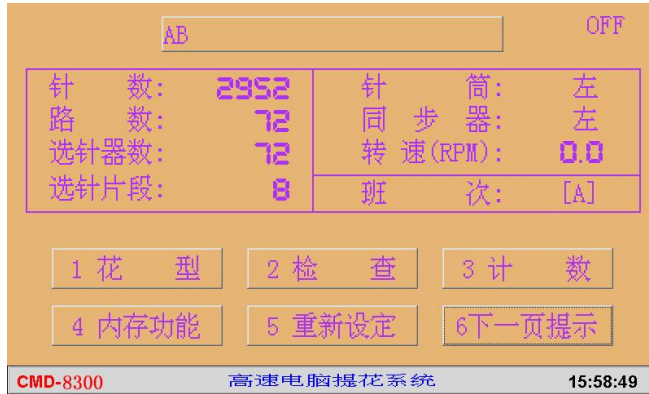 AB
OFF
针 数: 2952
路 数: 72
选针器数: 72
选针片段: 8
针 筒: 左
同 步 器: 左
转 速(RPM): 0.0
班 次: [A]
1 花 型
2 检 查
3 计 数
4 内存功能
5 重新设定
6下一页提示
CMD-8300
高速电脑提花系统
15:58:49